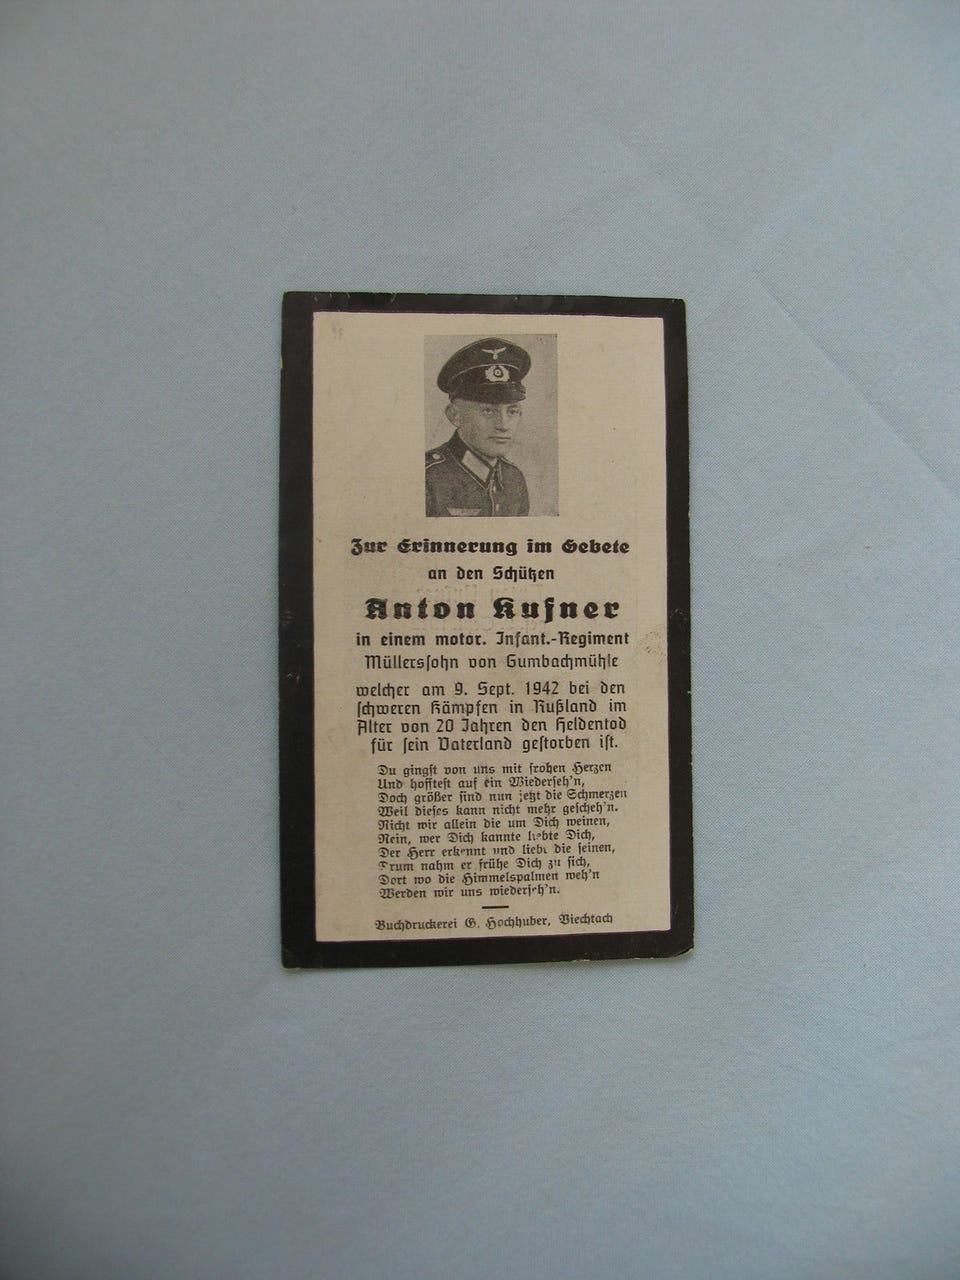 Zur Erinnerung im Gebete
an den Schützen
Anton Kufner
in einem motor. Infant.-Regiment
Müllerssohn von Gumbachmühle
welcher am 9. Sept. 1942 bei den
schweren Kämpfen in Rußland im
Alter von 20 Jahren den Heldentod
für sein Vaterland gestorben ist.
Du gingst von uns mit frohen Herzen
Und hofftest auf ein Wiederseh'n,
Doch größer sind nun jetzt die Schmerzen
Weil dieses kann nicht mehr gescheh'n.
Nicht wir allein die um Dich weinen,
Nein, wer Dich kannte liebte Dich,
Der Herr erkennt und liebt die seinen,
Drum nahm er frühe Dich zu sich,
Dort wo die Himmelspalmen weh'n
Werden wir uns wiederseh'n.
Buchdruckerei G. Hochhuber, Viechtach